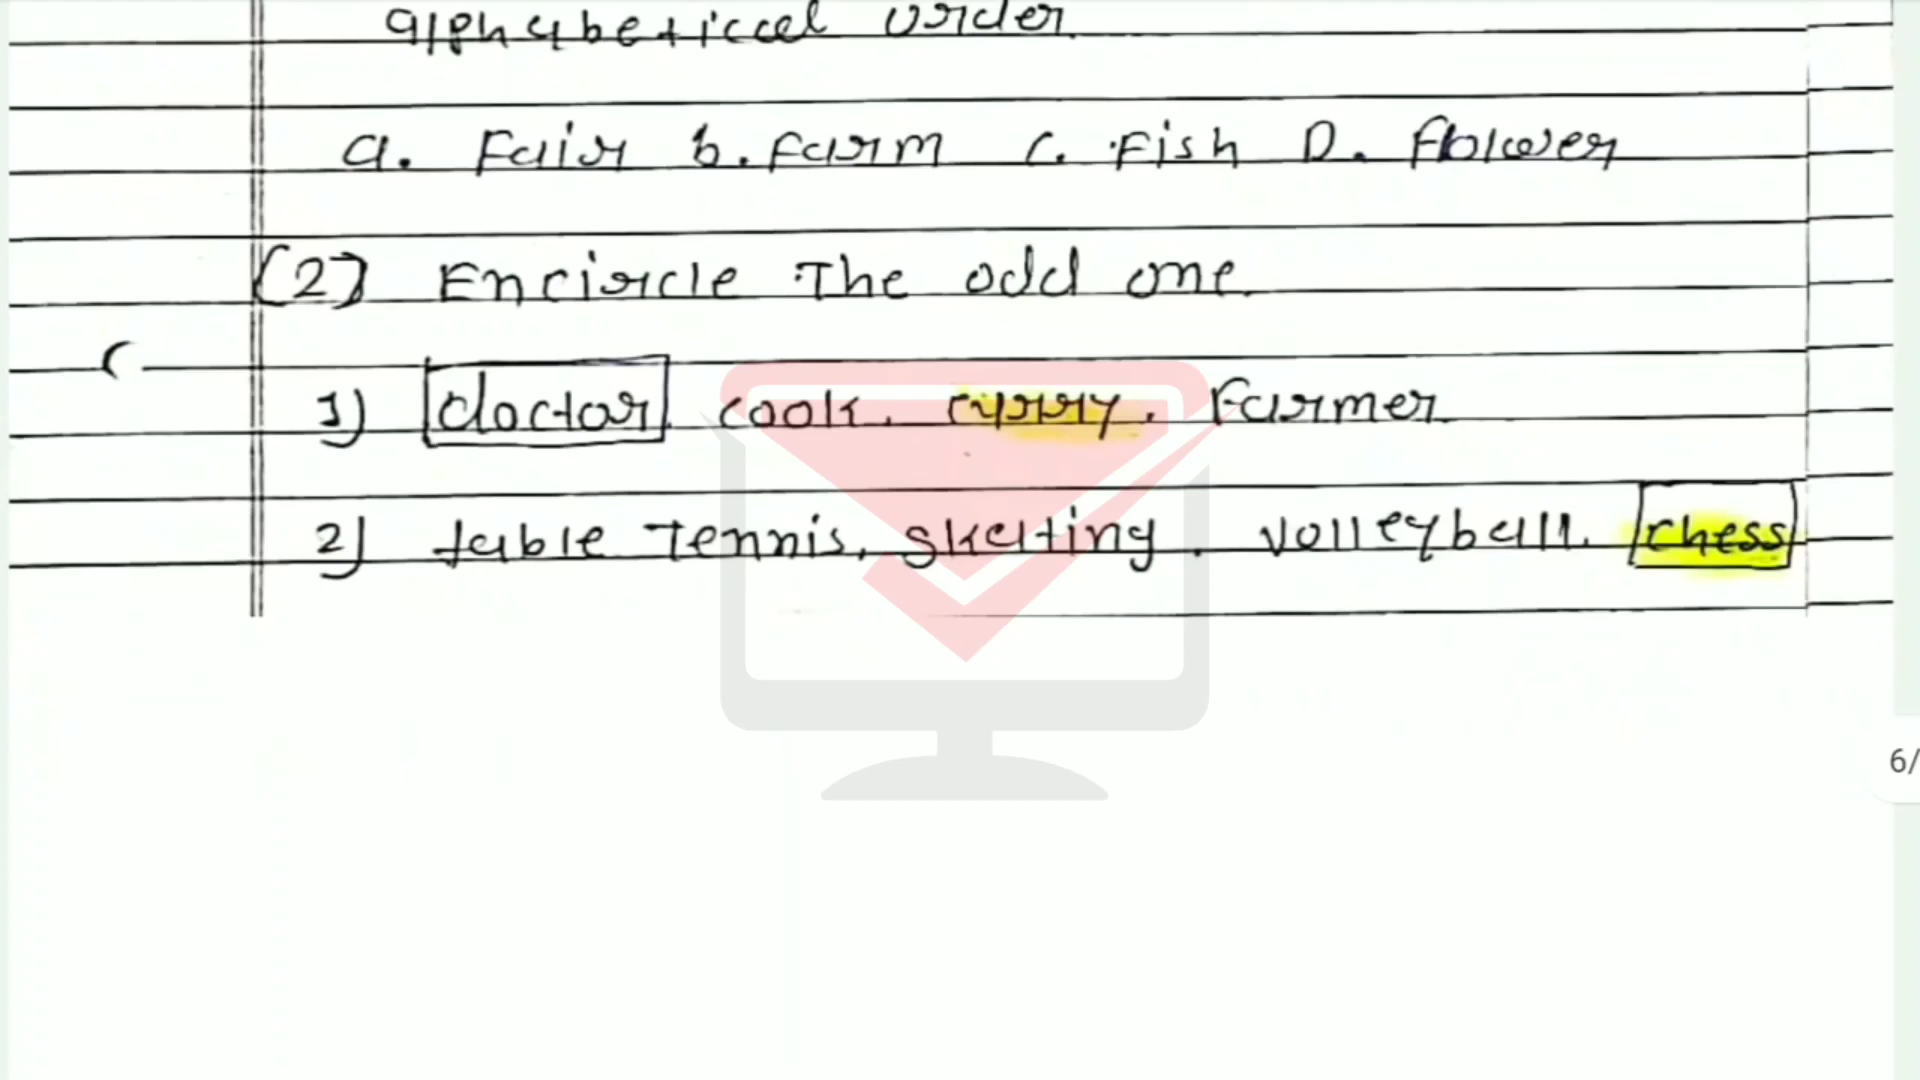 alphabetical order
a. Fair b. Farm c. Fish D. flower
(2) Encircle The odd one.
1) doctor cook. curry. Farmer
2) table Tennis, skatting. Volleyball. chess
6/